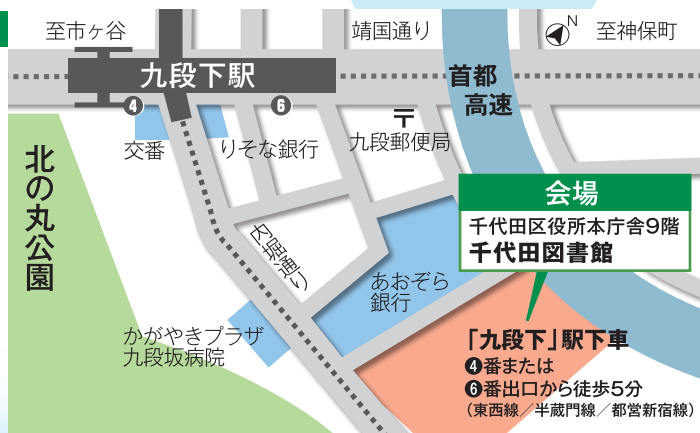 至市ヶ谷
靖国通り
N
至神保町
九段下駅
首都
高速
4
6
〒
交番
りそな銀行
九段郵便局
北の丸公園
会場
千代田区役所本庁舎9階
千代田図書館
内堀通り
あおぞら
銀行
かがやきプラザ
九段坂病院
「九段下」駅下車
❹番または
❻番出口から徒歩5分
（東西線／半蔵門線／都営新宿線）